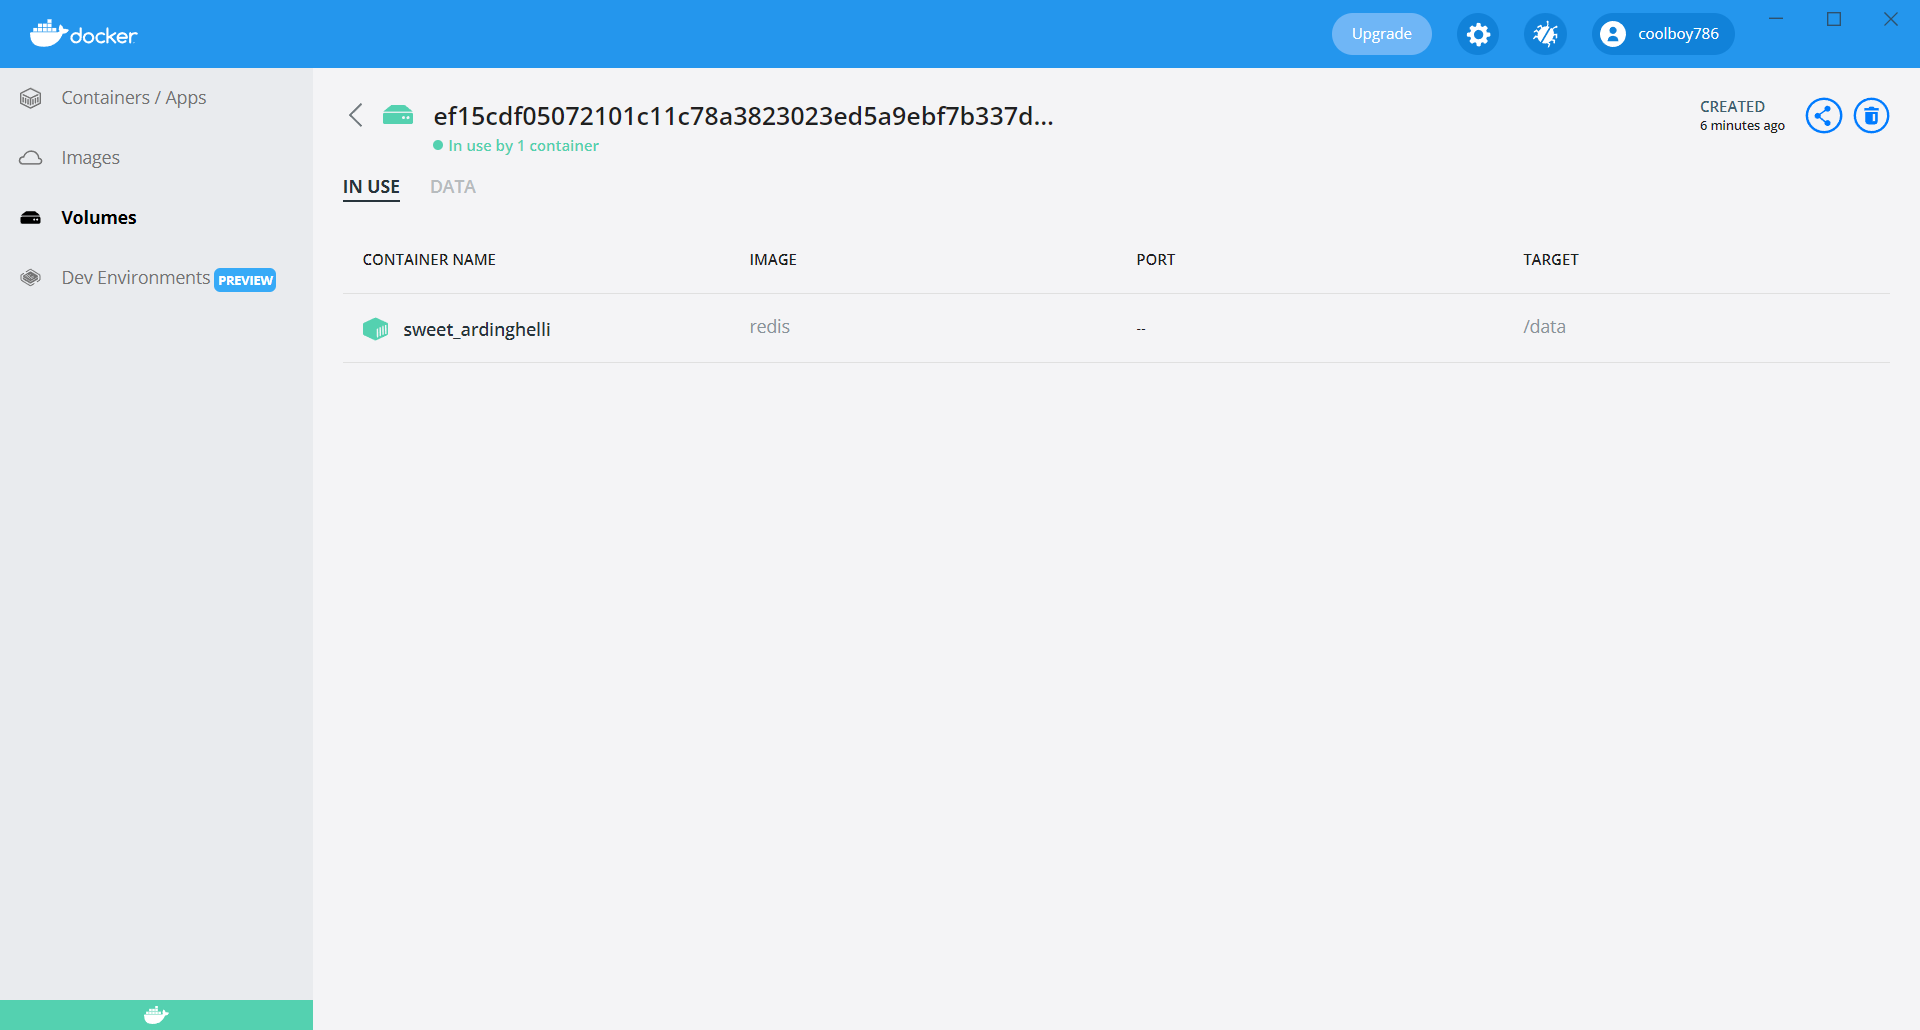 docker
Upgrade
coolboy786
Containers / Apps
Images
Volumes
Dev Environments PREVIEW
ef15cdf05072101c11c78a3823023ed5a9ebf7b337d...
In use by 1 container
CREATED
6 minutes ago
IN USE DATA
CONTAINER NAME IMAGE PORT TARGET
sweet_ardinghelli redis -- /data